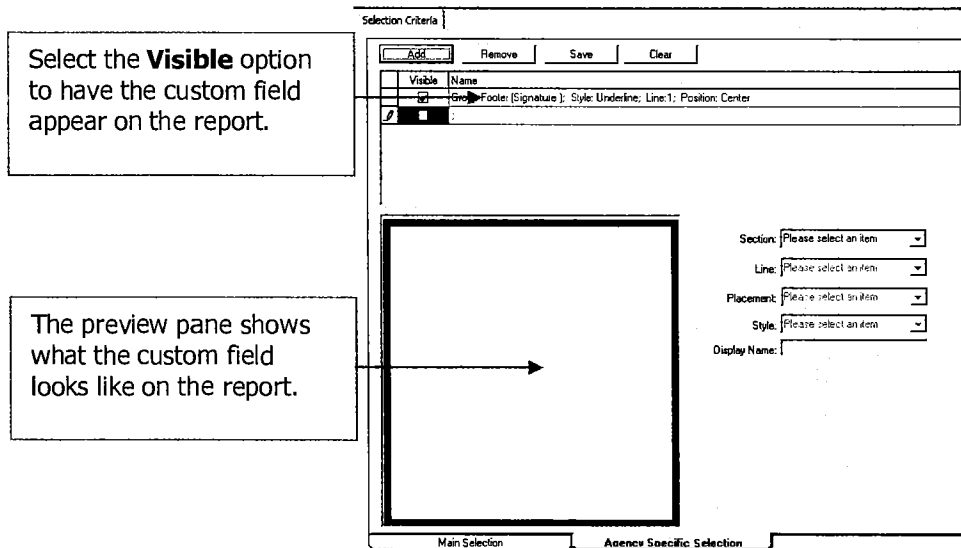 Selection Criteria
Select the Visible option
to have the custom field
appear on the report.
Add Remove Save Clear
Visible Name
Footer (Signature ); Style: Underline; Line:1; Position: Center
;
The preview pane shows
what the custom field
looks like on the report.
Section: Please select an item
Line: Please select an item
Placement: Please select an item
Style: Please select an item
Display Name:
Main Selection Agency Specific Selection